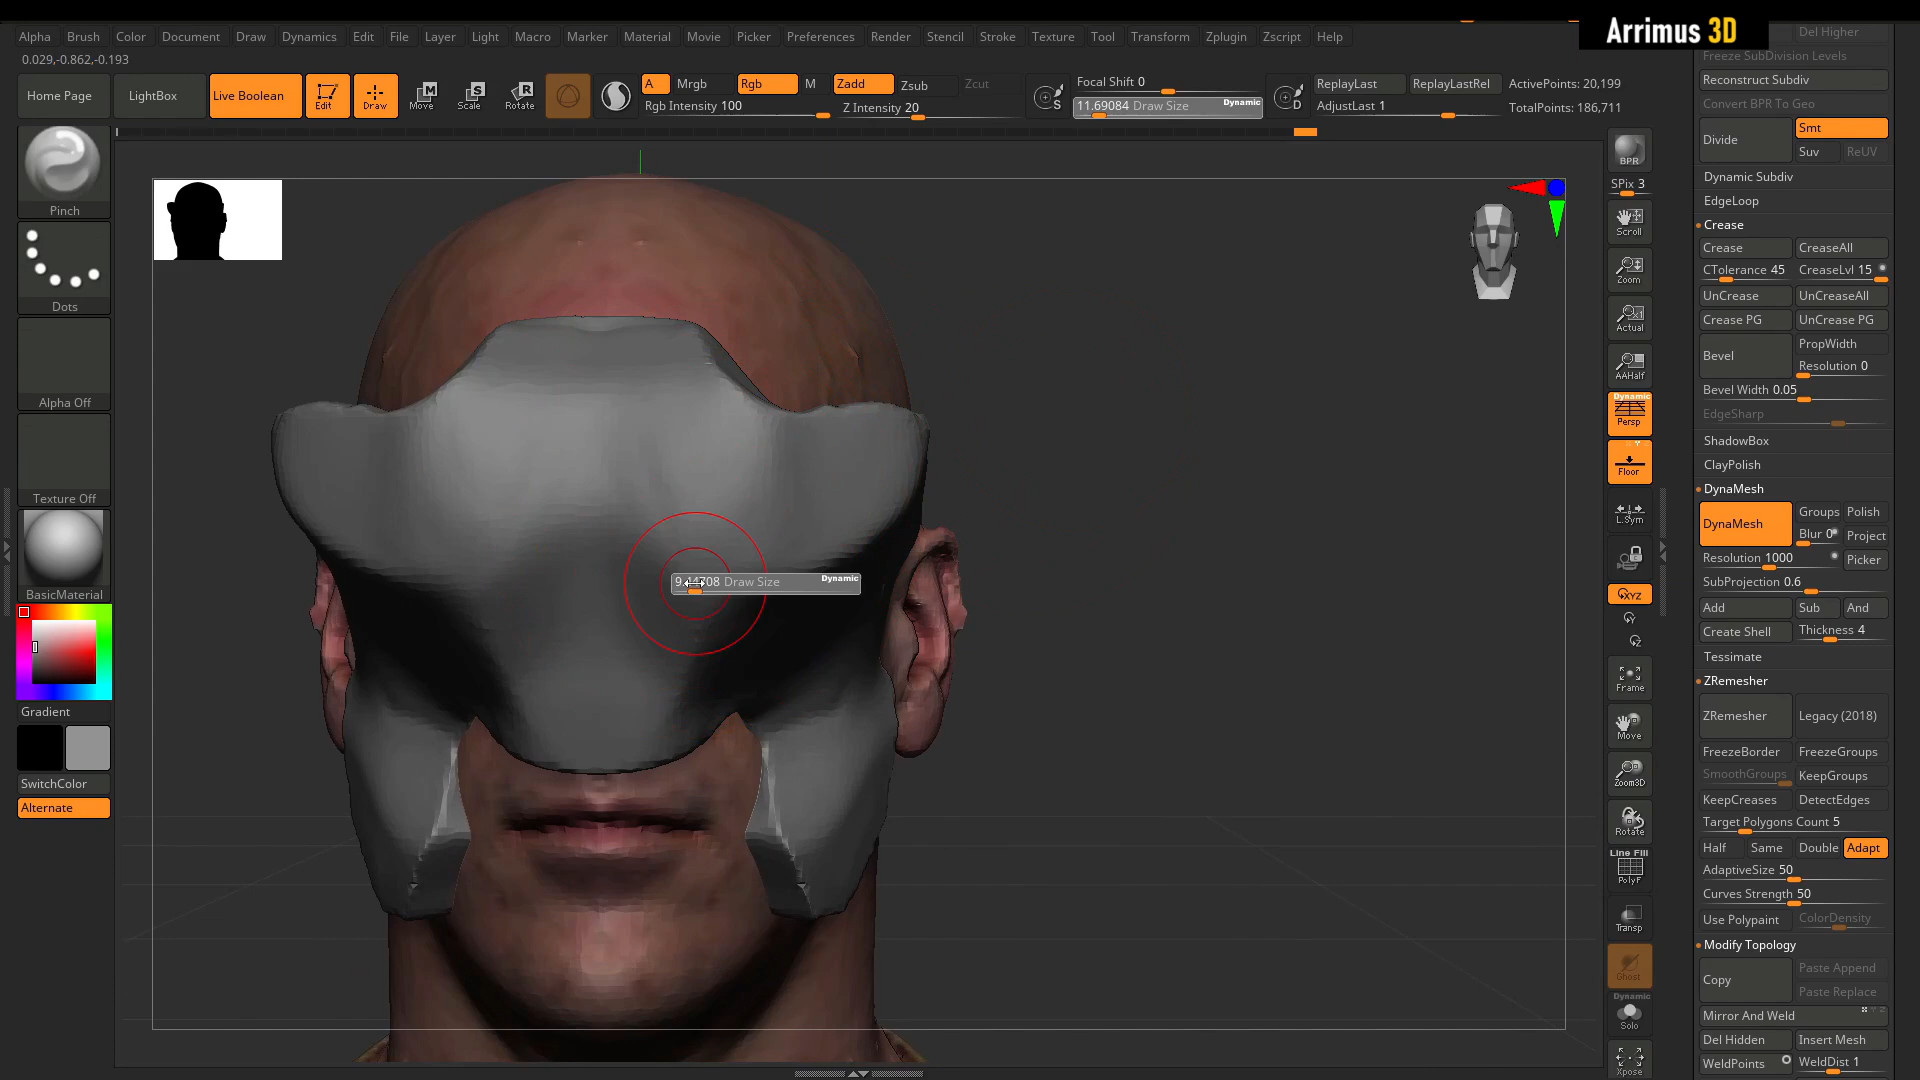 Arrimus 3D
Alpha Brush Color Document Draw Dynamics Edit File Layer Light Macro Marker Material Movie Picker Preferences Render Stencil Stroke Texture Tool Transform Zplugin Zscript Help
0.029,-0.862,-0.193
Home Page LightBox Live Boolean Edit Draw Move Scale Rotate
A Mrgb Rgb M Zadd Zsub Zcut
Rgb Intensity 100 Z Intensity 20
Focal Shift 0
11.69084 Draw Size Dynamic
ReplayLast ReplayLastRel ActivePoints: 20,199
AdjustLast 1 TotalPoints: 186,711
Pinch
Dots
Alpha Off
Texture Off
BasicMaterial
Gradient
SwitchColor
Alternate
Draw Size Dynamic
BPR
SPix 3
Scroll
Zoom
Actual
AAHalf
Dynamic
Persp
Floor
L.Sym
XYZ
Frame
Move
Zoom3D
Rotate
Line Fill
PolyF
Transp
Ghost
Dynamic
Solo
Xpose
Del Higher
Freeze SubDivision Levels
Reconstruct Subdiv
Convert BPR To Geo
Divide Smt
Suv ReUV
Dynamic Subdiv
EdgeLoop
Crease
Crease CreaseAll
CTolerance 45 CreaseLvl 15
UnCrease UnCreaseAll
Crease PG UnCrease PG
Bevel PropWidth
Resolution 0
Bevel Width 0.05
EdgeSharp
ShadowBox
ClayPolish
DynaMesh
DynaMesh Groups Polish
Blur 0 Project
Resolution 1000 Picker
SubProjection 0.6
Add Sub And
Create Shell Thickness 4
Tessimate
ZRemesher
ZRemesher Legacy (2018)
FreezeBorder FreezeGroups
SmoothGroups KeepGroups
KeepCreases DetectEdges
Target Polygons Count 5
Half Same Double Adapt
AdaptiveSize 50
Curves Strength 50
Use Polypaint ColorDensity
Modify Topology
Copy Paste Append
Paste Replace
Mirror And Weld
Del Hidden Insert Mesh
WeldPoints WeldDist 1